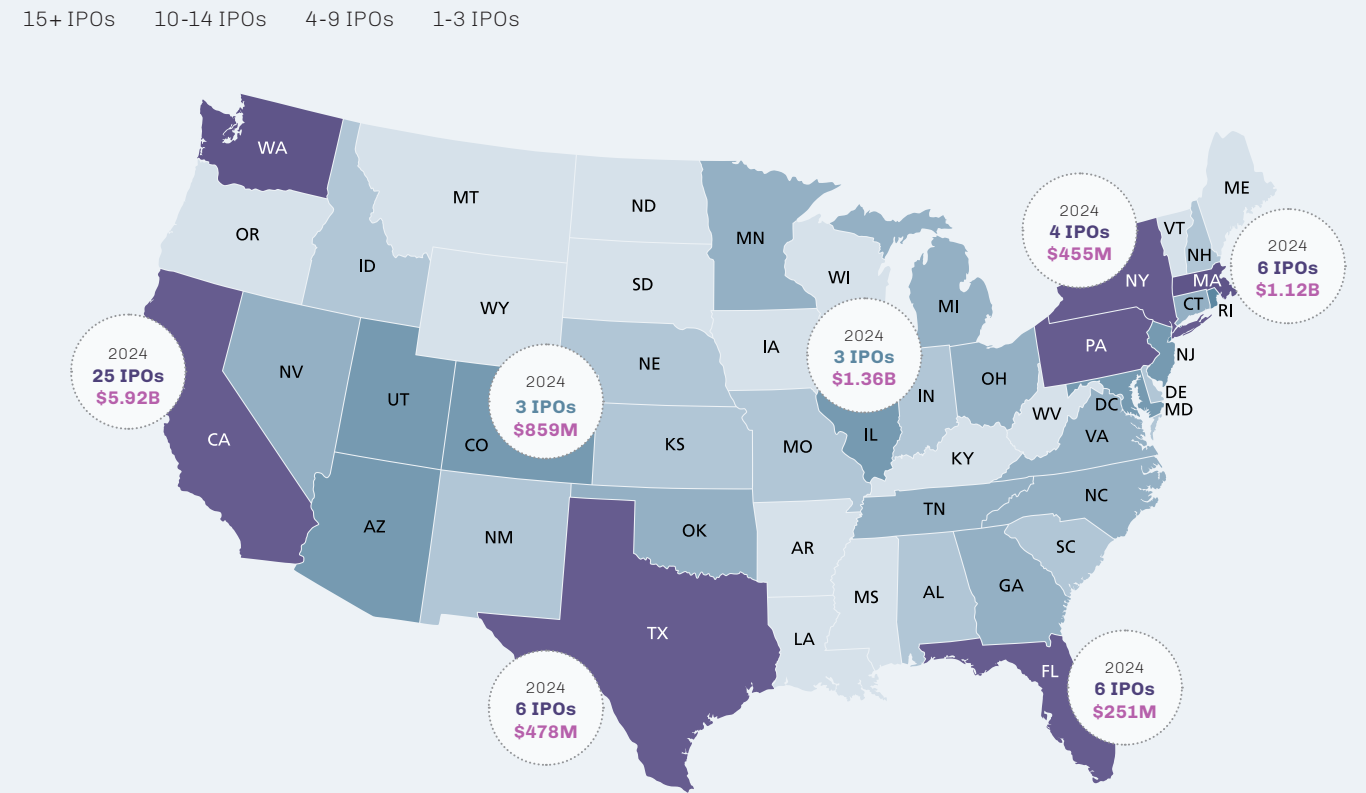 15+ IPOs 10-14 IPOs 4-9 IPOs 1-3 IPOs
WA
MT
ND
MN
OR
ID
WY
SD
WI
MI
2024
4 IPOs
$455M
NY
VT
NH
ME
MA
CT
RI
2024
6 IPOs
$1.12B
2024
25 IPOs
$5.92B
CA
NV
UT
CO
2024
3 IPOs
$859M
NE
IA
2024
3 IPOs
$1.36B
IL
IN
OH
PA
NJ
DE
MD
DC
WV
VA
KS
MO
KY
AZ
NM
OK
AR
TN
NC
SC
MS
AL
GA
TX
LA
FL
2024
6 IPOs
$478M
2024
6 IPOs
$251M